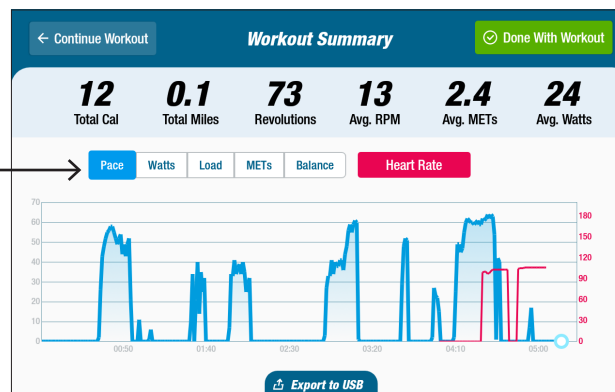 ← Continue Workout
Workout Summary
Done With Workout
12 0.1 73 13 2.4 24
Total Cal Total Miles Revolutions Avg. RPM Avg. METs Avg. Watts
Pace Watts Load METs Balance Heart Rate
70
60
50
40
30
20
10
0
180
150
120
90
60
30
0
00:50 01:40 02:30 03:20 04:10 05:00
Export to USB